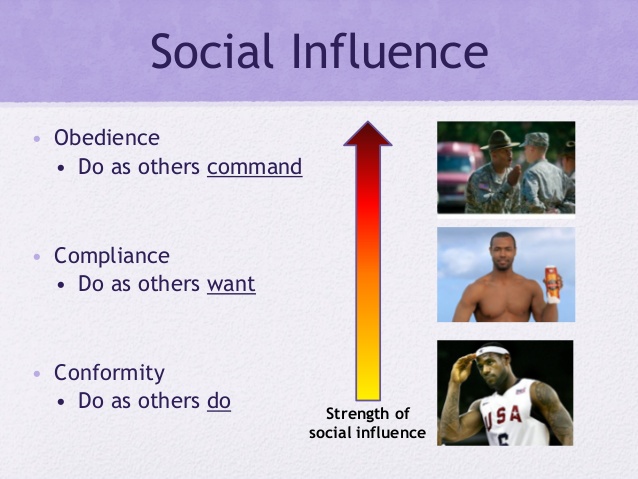 Social Influence
• Obedience
• Do as others command
• Compliance
• Do as others want
• Conformity
• Do as others do
Strength of
social influence
USA
6